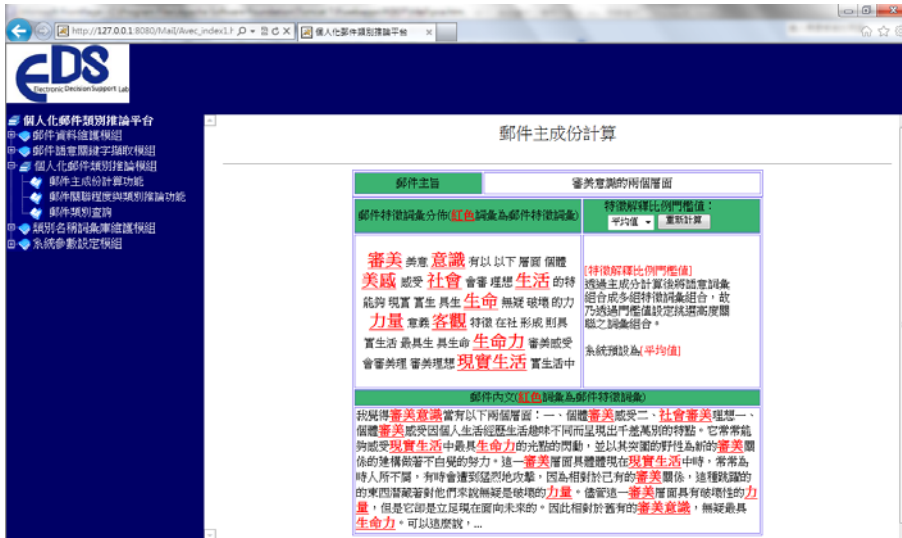 http://127.0.0.1:8080/Mail/Avec_index1.h
個人化郵件類別推論平台
EDS
Electronic Decision Support Lab
個人化郵件類別推論平台
郵件資料維護模組
郵件語意關鍵字擷取模組
個人化郵件類別推論模組
郵件主成份計算功能
郵件關聯程度與類別推論功能
郵件類別查詢
類別名稱詞彙庫維護模組
系統參數設定模組
郵件主成份計算
郵件主旨
審美意識的兩個層面
郵件特徵詞彙分佈(紅色詞彙為郵件特徵詞彙)
特徵解釋比例門檻值：
平均值
重新計算
審美 美意 意識 有以 以下 層面 個體
美感 感受 社會 會審 理想 生活 的特
能夠 現實 實生 具生 生命 無疑 破壞 的力
力量 意義 客觀 特徵 在社 形成 則具
實生活 最具生 具生命 生命力 審美感受
會審美理 審美理想 現實生活 實生活中
[特徵解釋比例門檻值]
透過主成分計算後將語意詞彙
組合成多組特徵詞彙組合，故
乃透過門檻值設定挑選高度關
聯之詞彙組合。
系統預設為[平均值]
郵件內文(紅色詞彙為郵件特徵詞彙)
我覺得審美意識當有以下兩個層面：一、個體審美感受二、社會審美理想一、
個體審美感受因個人生活經歷生活趣味不同而呈現出千差萬別的特點。它常常能
夠感受現實生活中最具生命力的光點的閃動，並以其突圍的野性為新的審美關
係的建構做著不自覺的努力。這一審美層面具體體現在現實生活中時，常常為
時人所不屑，有時會遭到猛烈地攻擊，因為相對於已有的審美關係，這種跳躍的
的東西潛藏著對他們來說無疑是破壞的力量。儘管這一審美層面具有破壞性的力
量，但是它卻是立足現在面向未來的。因此相對於舊有的審美意識，無疑最具
生命力。可以這麼說，...